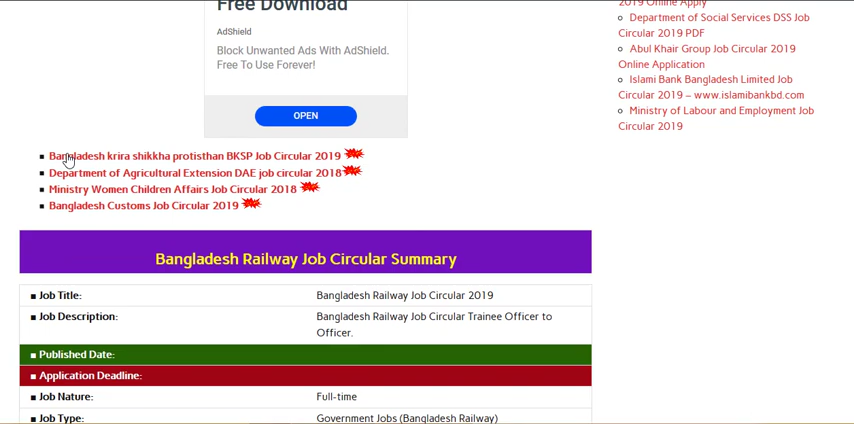 Free Download
AdShield
Block Unwanted Ads With AdShield.
Free To Use Forever!
OPEN
Bangladesh krira shikkha protisthan BKSP Job Circular 2019
Department of Agricultural Extension DAE job circular 2018
Ministry Women Children Affairs Job Circular 2018
Bangladesh Customs Job Circular 2019
Bangladesh Railway Job Circular Summary
Job Title: Bangladesh Railway Job Circular 2019
Job Description: Bangladesh Railway Job Circular Trainee Officer to
Officer.
Published Date:
Application Deadline:
Job Nature: Full-time
Job Type: Government Jobs (Bangladesh Railway)
2019 Online Apply
Department of Social Services DSS Job
Circular 2019 PDF
Abul Khair Group Job Circular 2019
Online Application
Islami Bank Bangladesh Limited Job
Circular 2019 – www.islamibankbd.com
Ministry of Labour and Employment Job
Circular 2019